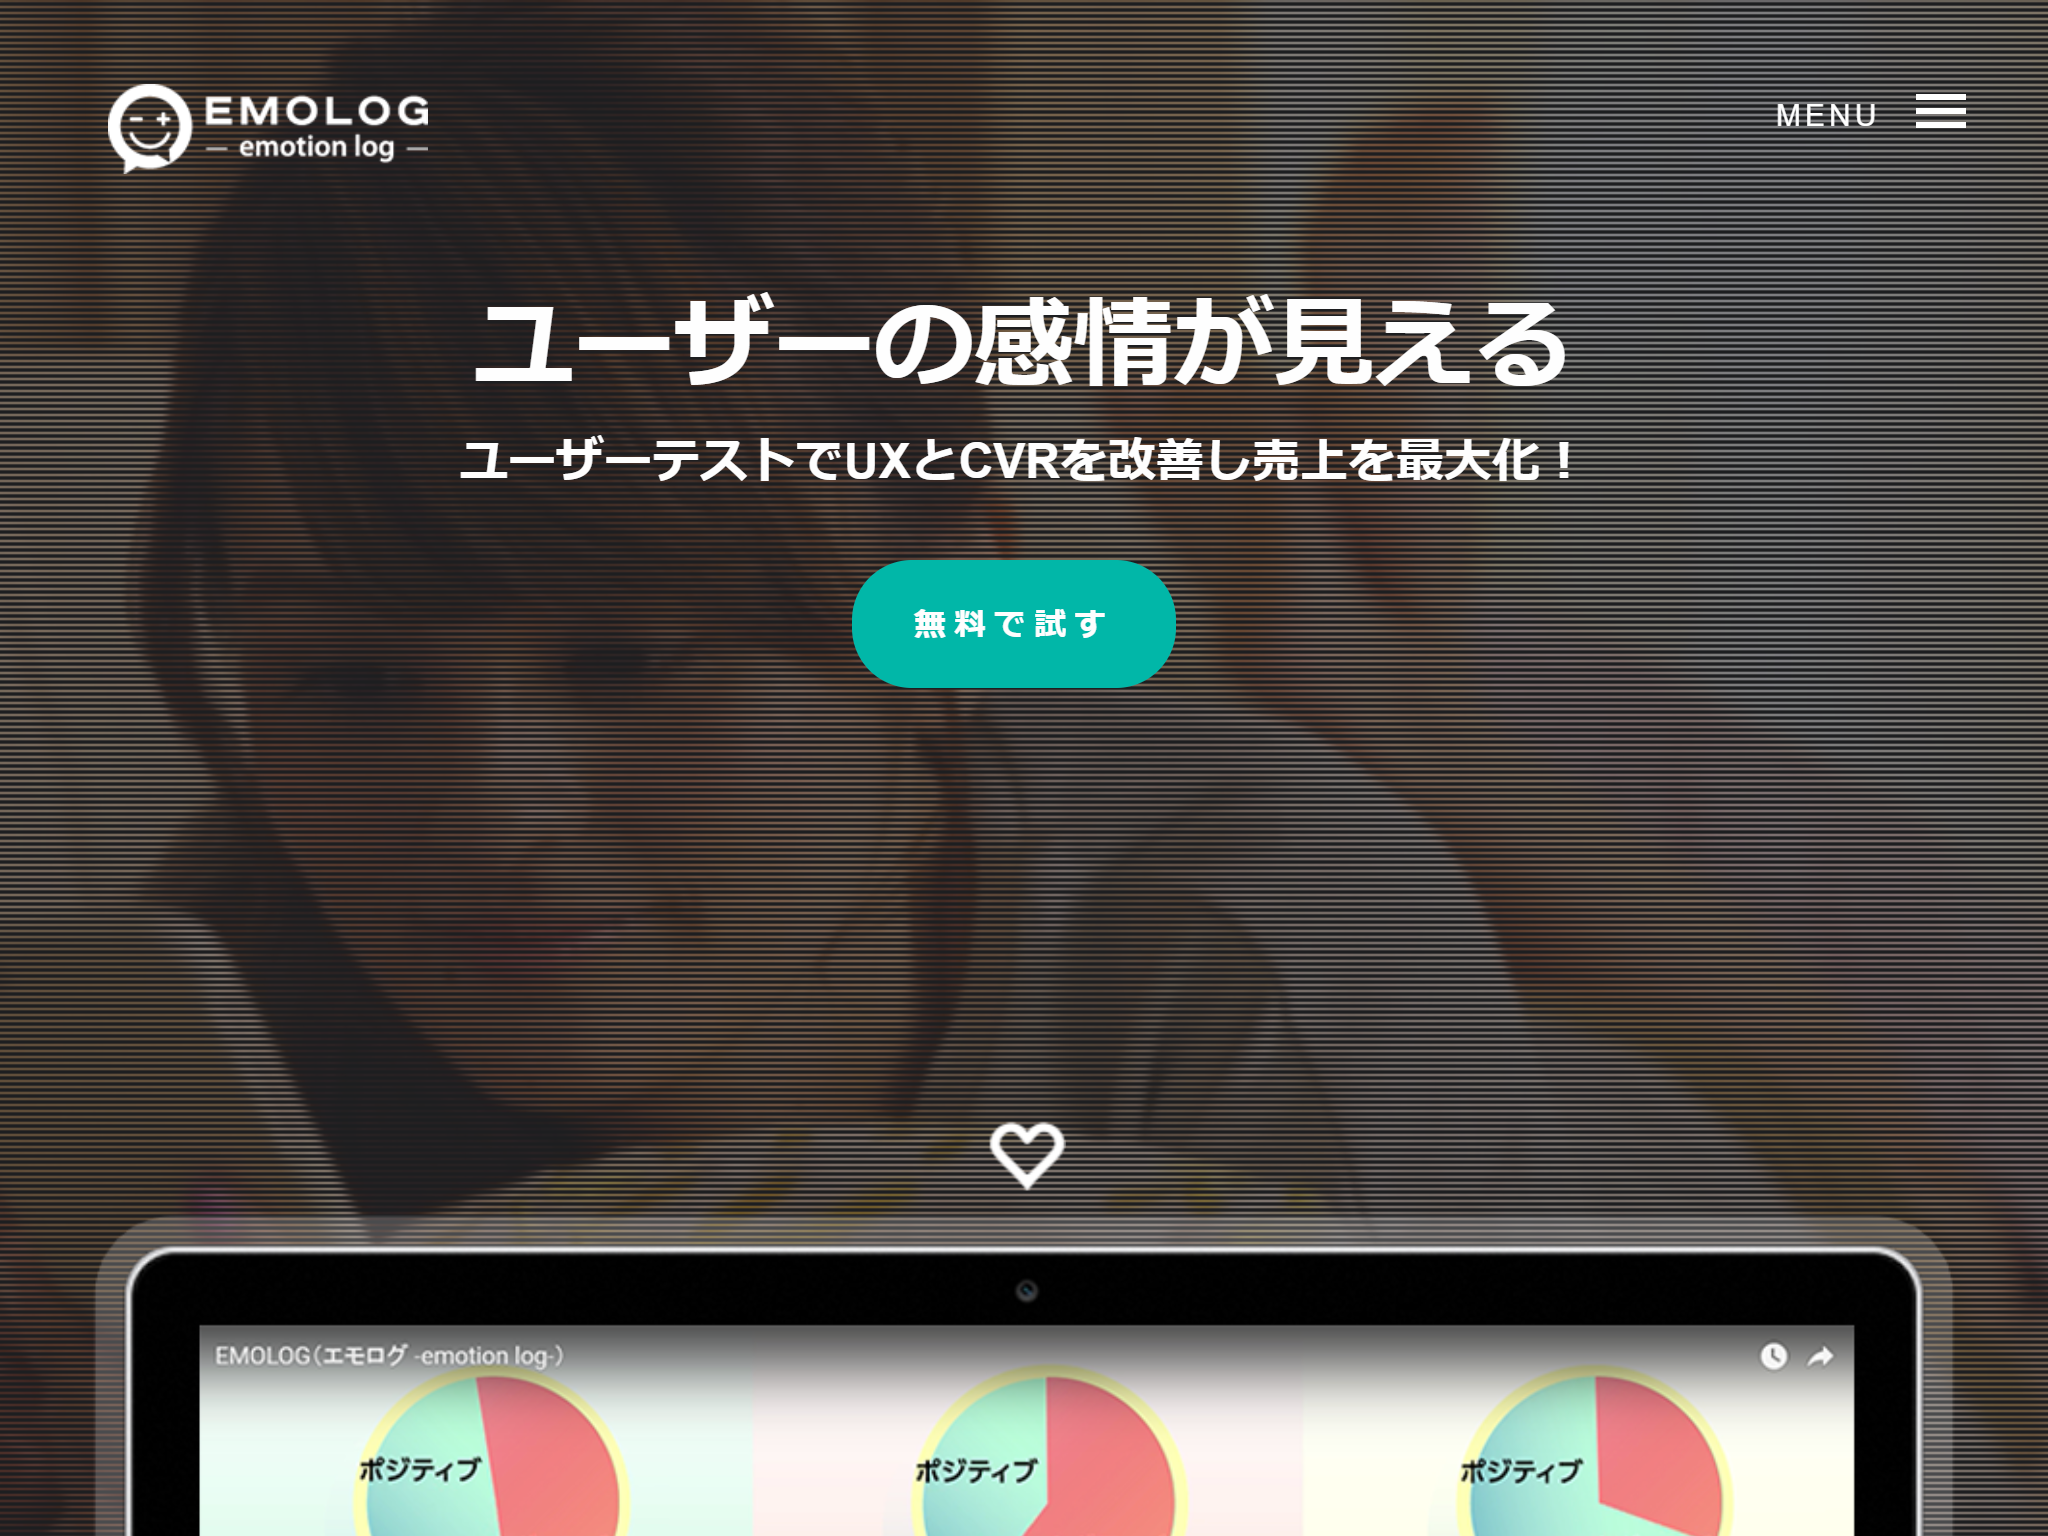 EMOLOG
emotion log
MENU
ユーザーの感情が見える
ユーザーテストでUXとCVRを改善し売上を最大化！
無料で試す
EMOLOG（エモログ -emotion log-）
ポジティブ
ポジティブ
ポジティブ